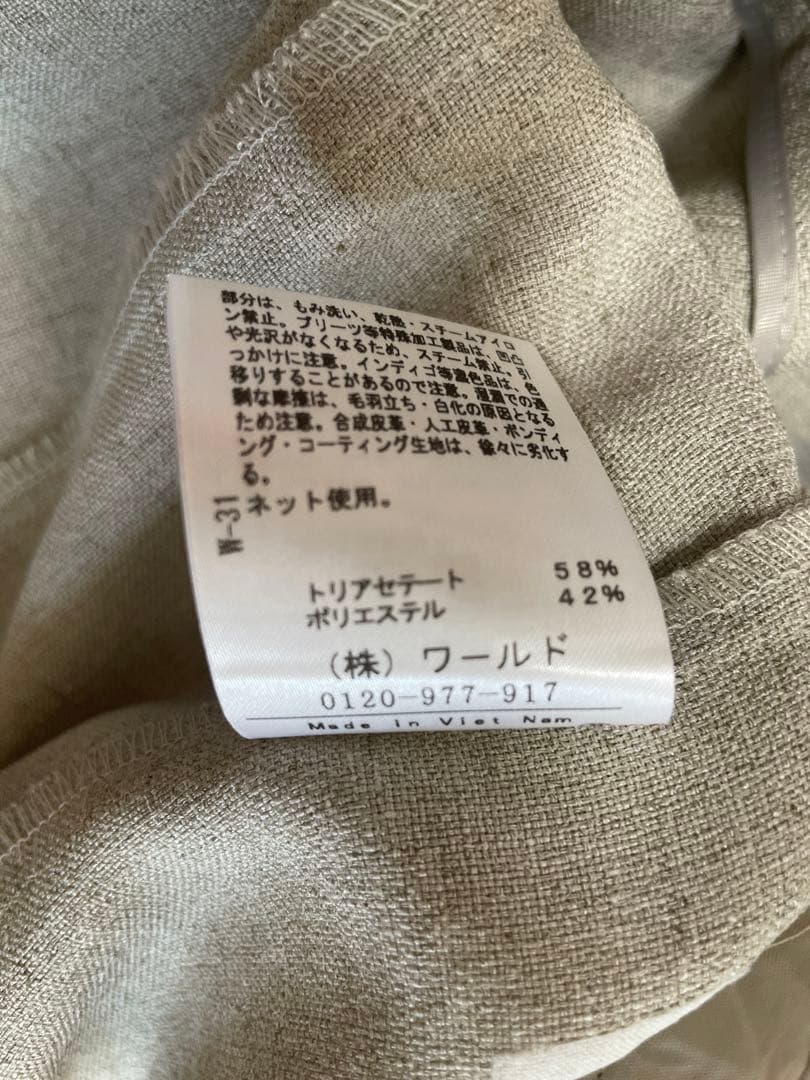 部分は、もみ洗い、乾熱・スチームアイロ
ン禁止。プリーツ等特殊加工製品は、凹凸
や光沢がなくなるため、スチーム禁止。引
っかけに注意。インディゴ等濃色品は、色
移りすることがあるので注意。湿潤での過
剰な摩擦は、毛羽立ち・白化の原因となる
ため注意。合成皮革・人工皮革・ボンディ
ング・コーティング生地は、徐々に劣化す
る。
W-31
ネット使用。
トリアセテート 58%
ポリエステル 42%
（株）ワールド
0120-977-917
Made in Viet Nam